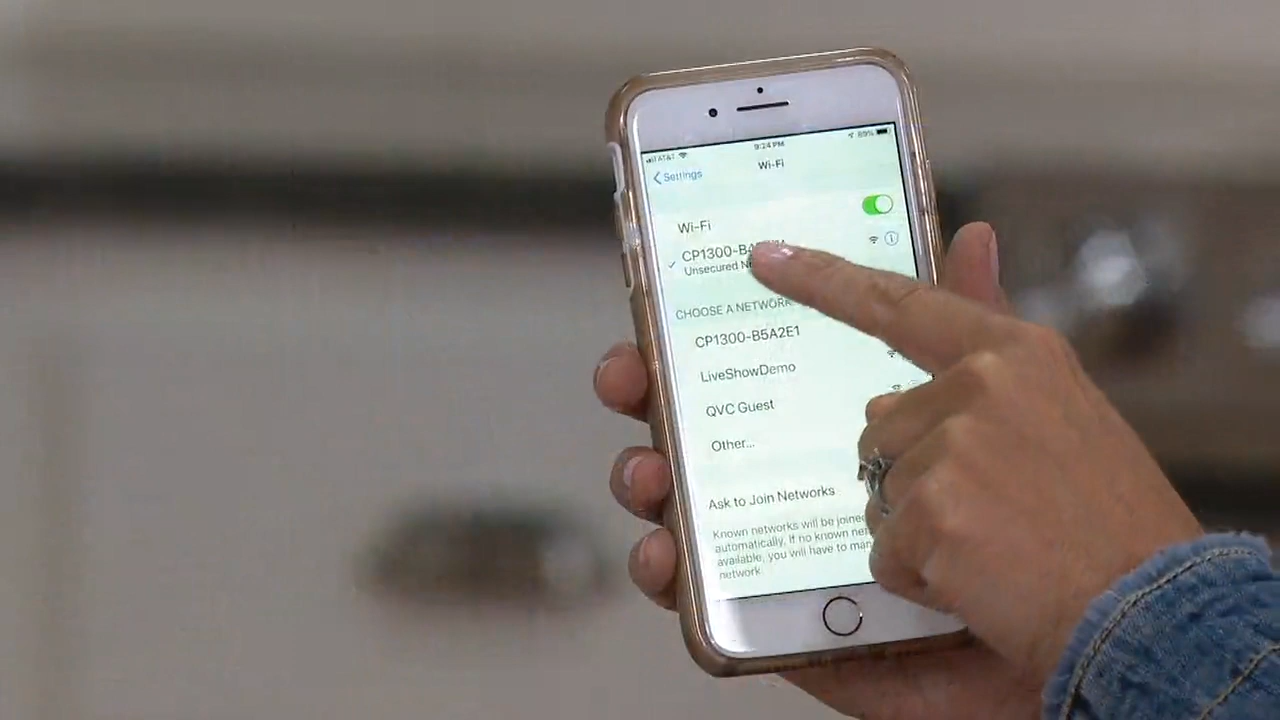 AT&T 9:24 PM 89%
Settings Wi-Fi
Wi-Fi
CP1300-B4
Unsecured
CHOOSE A NETWORK
CP1300-B5A2E1
LiveShowDemo
QVC Guest
Other...
Ask to Join Networks
Known networks will be joined
automatically. If no known
available, you will have to
network.